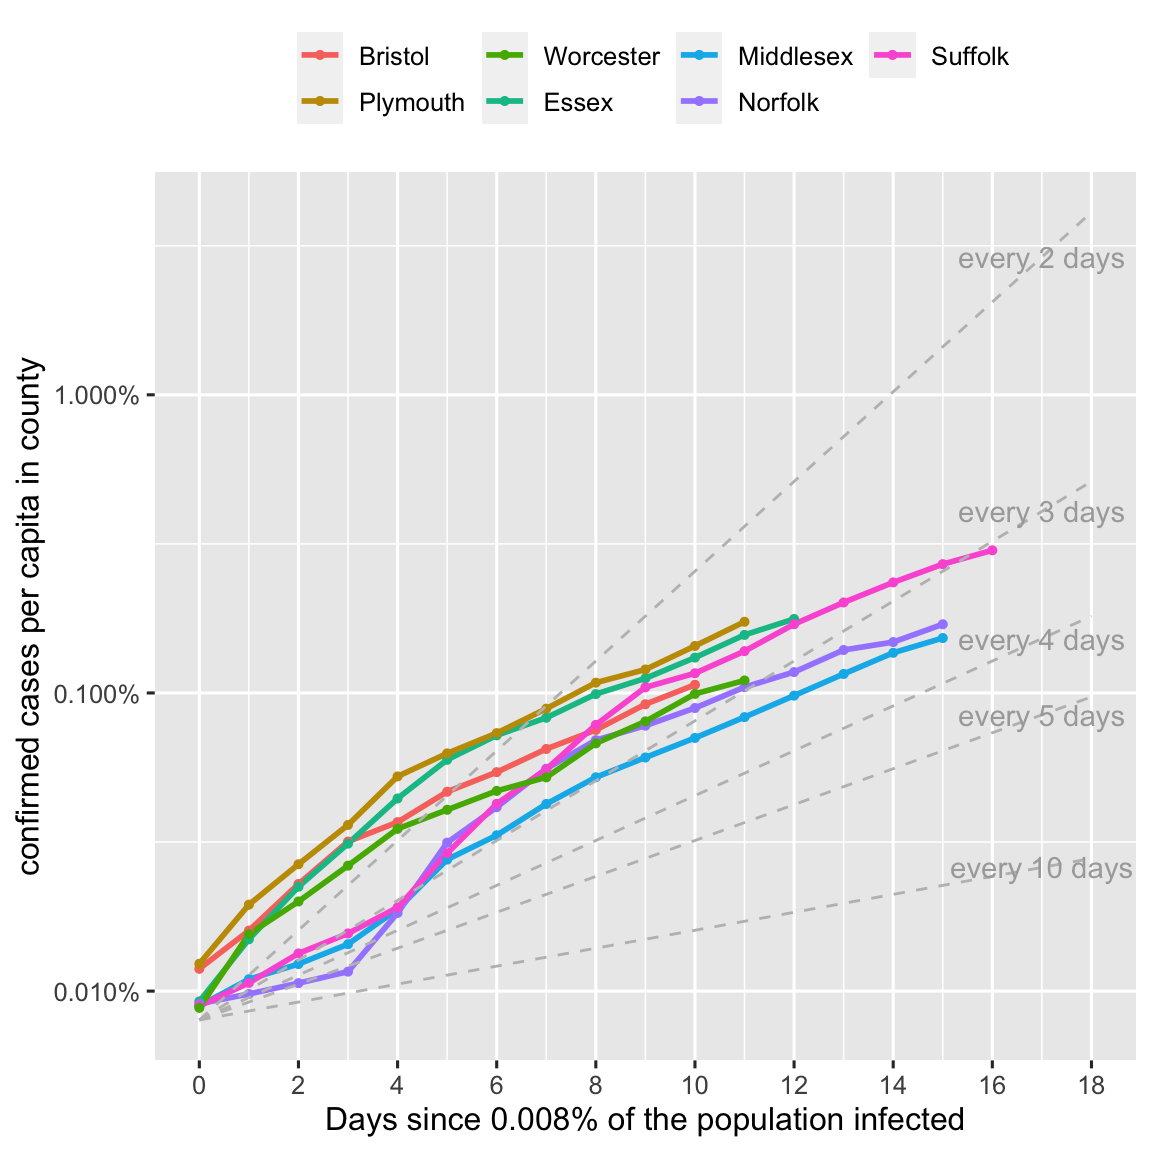 Bristol Worcester Middlesex Suffolk
Plymouth Essex Norfolk
every 2 days
1.000%
every 3 days
every 4 days
0.100%
every 5 days
every 10 days
0.010%
confirmed cases per capita in county
0 2 4 6 8 10 12 14 16 18
Days since 0.008% of the population infected